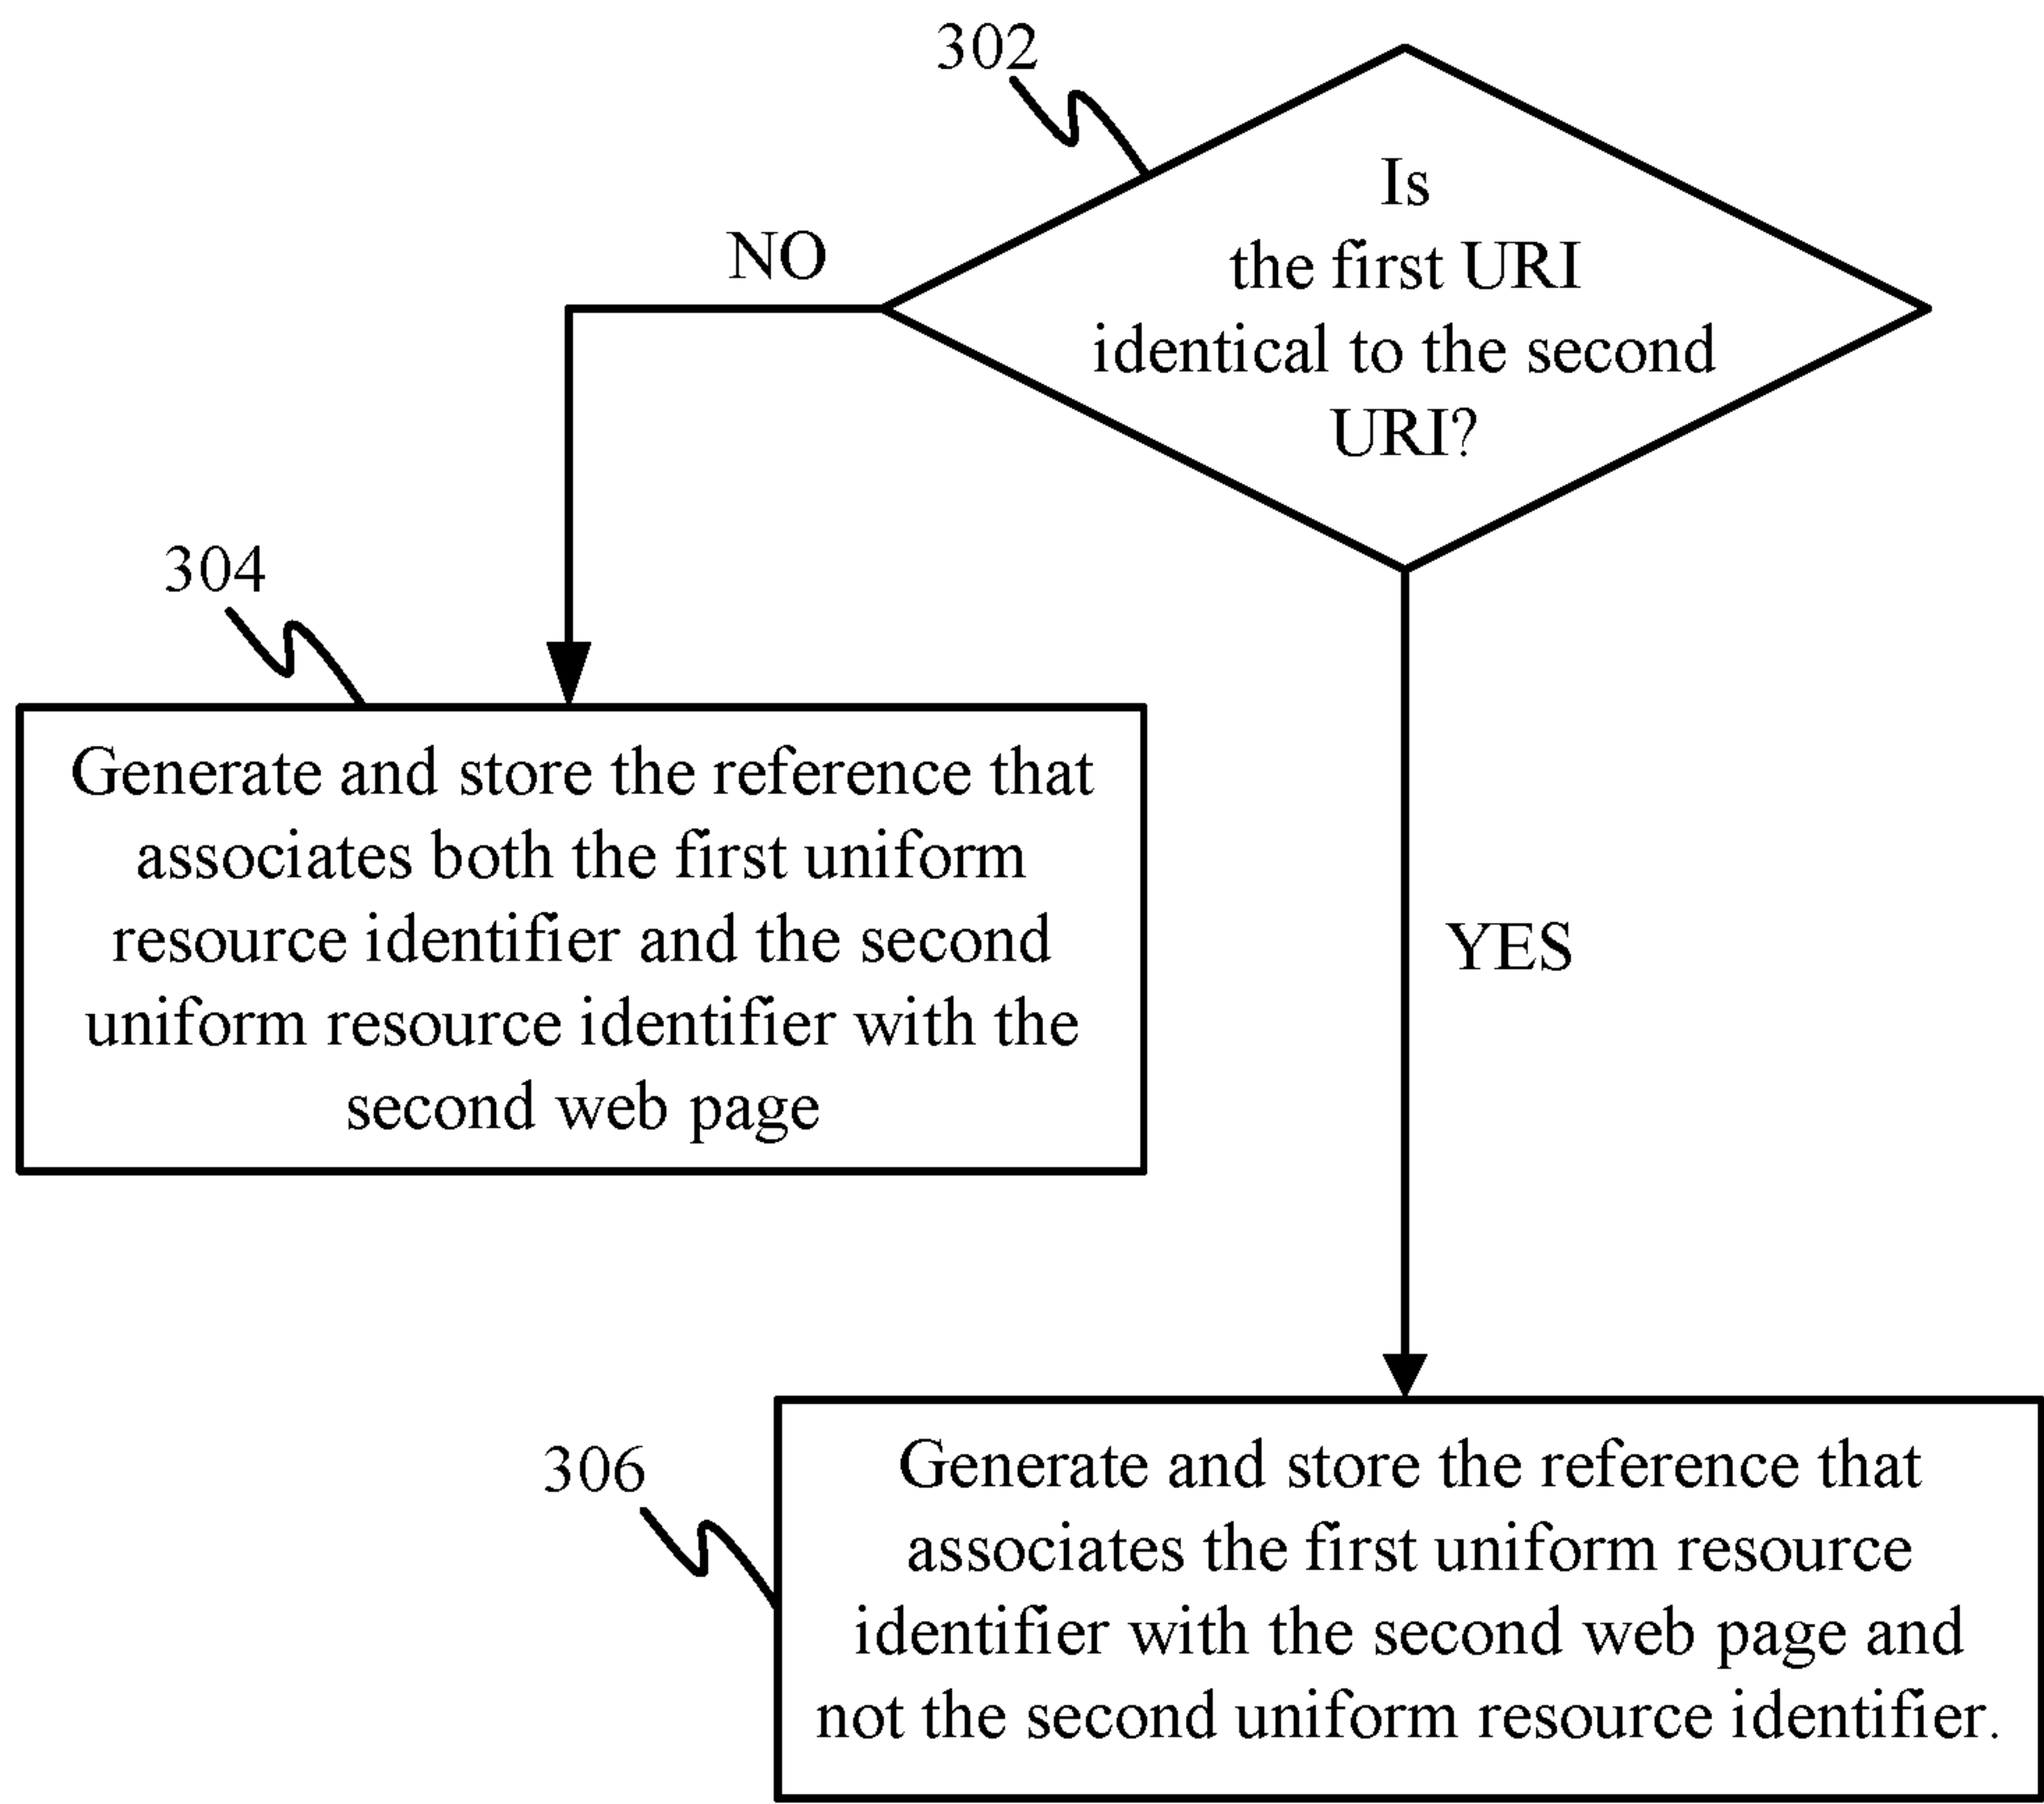 302
Is
the first URI
identical to the second
URI?
NO
304
Generate and store the reference that
associates both the first uniform
resource identifier and the second
uniform resource identifier with the
second web page
YES
306
Generate and store the reference that
associates the first uniform resource
identifier with the second web page and
not the second uniform resource identifier.